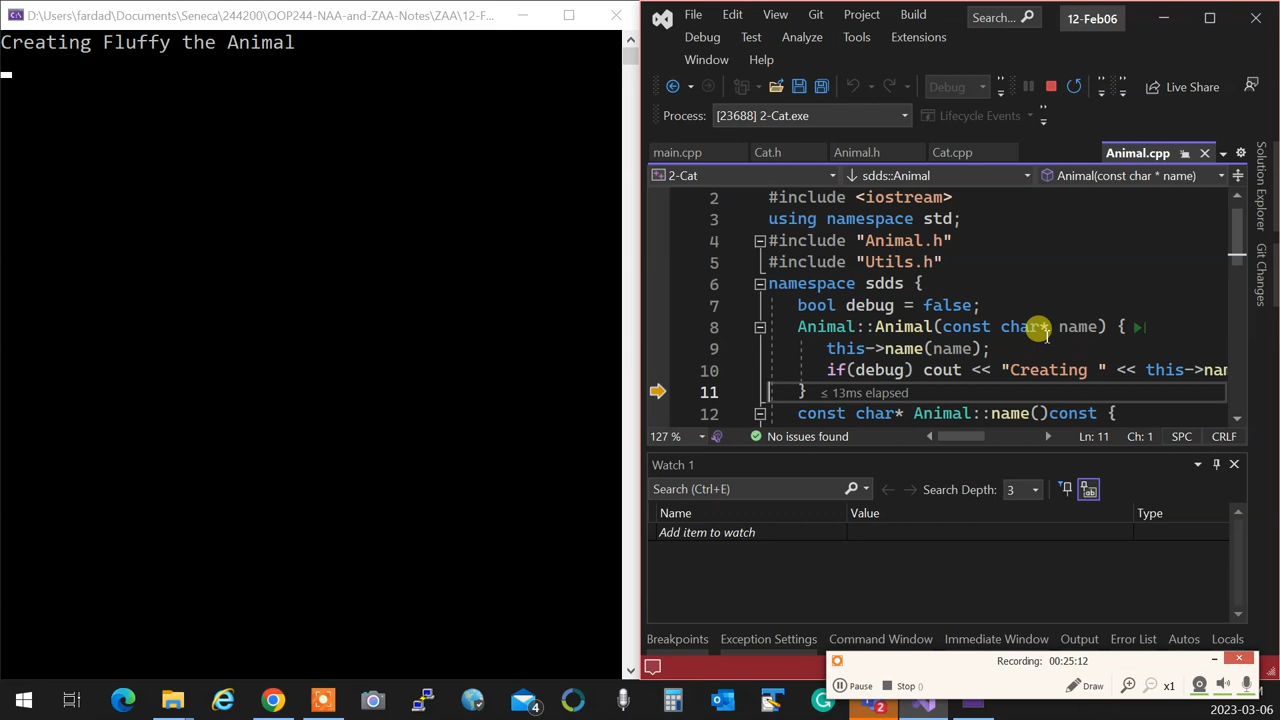 D:\Users\fardad\Documents\Seneca\244200\OOP244-NAA-and-ZAA-Notes\ZAA\12-F...
Creating Fluffy the Animal
File Edit View Git Project Build Search... 12-Feb06
Debug Test Analyze Tools Extensions
Window Help
Debug Live Share
Process: [23688] 2-Cat.exe Lifecycle Events
main.cpp Cat.h Animal.h Cat.cpp Animal.cpp
2-Cat sdds::Animal Animal(const char * name)
2 #include <iostream>
3 using namespace std;
4 #include "Animal.h"
5 #include "Utils.h"
6 namespace sdds {
7 bool debug = false;
8 Animal::Animal(const char* name) {
9 this->name(name);
10 if(debug) cout << "Creating " << this->nam
11 } ≤ 13ms elapsed
12 const char* Animal::name()const {
127 % No issues found Ln: 11 Ch: 1 SPC CRLF
Solution Explorer
Git Changes
Watch 1
Search (Ctrl+E) Search Depth: 3
Name Value Type
Add item to watch
Breakpoints Exception Settings Command Window Immediate Window Output Error List Autos Locals
Recording: 00:25:12
Pause Stop () Draw x1
4
2
2023-03-06